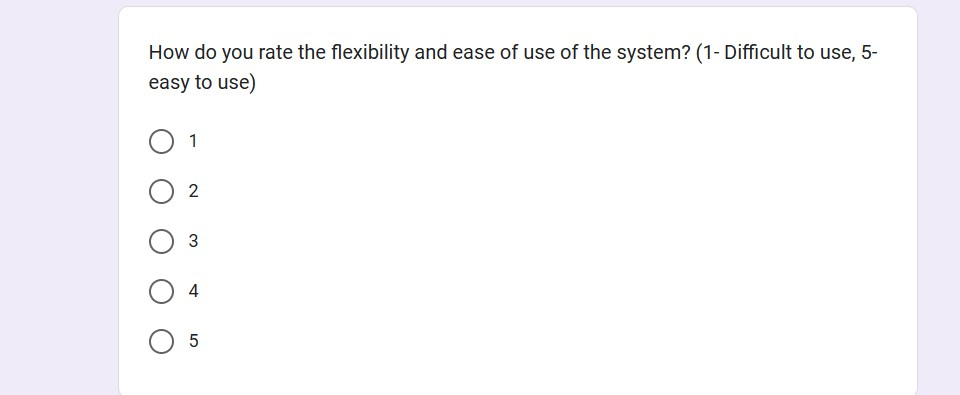 How do you rate the flexibility and ease of use of the system? (1- Difficult to use, 5-
easy to use)
1
2
3
4
5